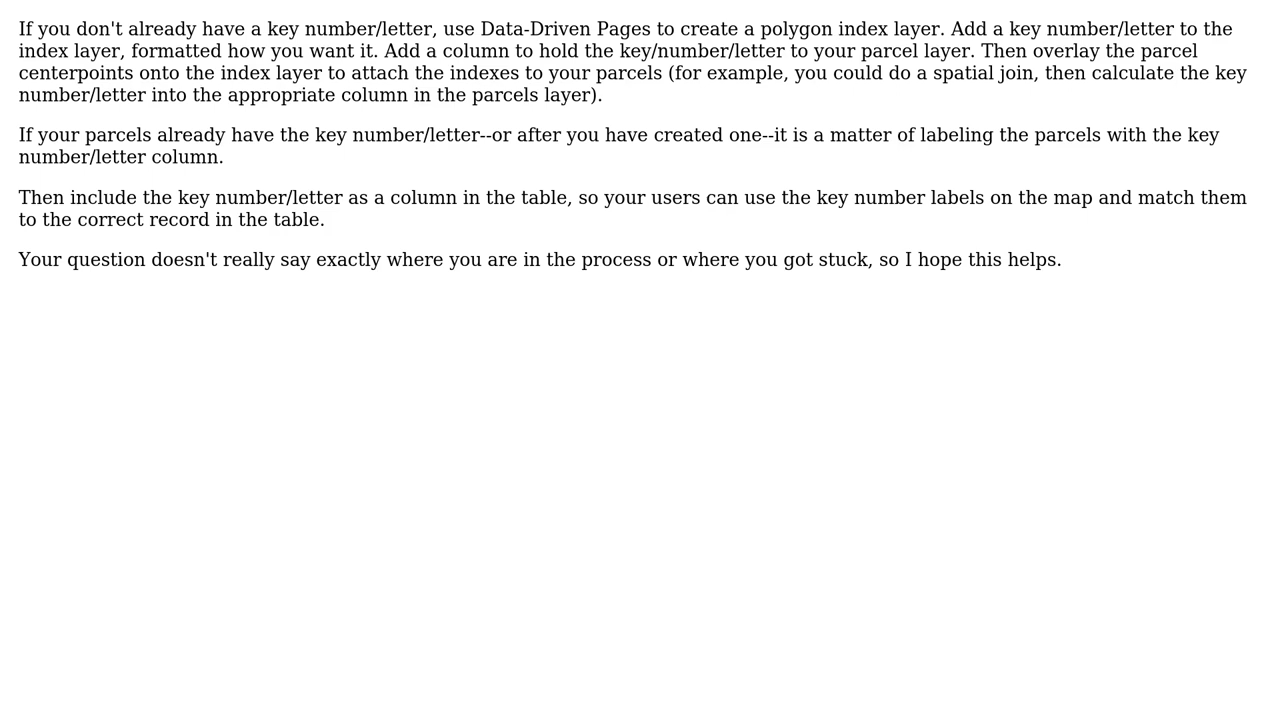 If you don't already have a key number/letter, use Data-Driven Pages to create a polygon index layer. Add a key number/letter to the
index layer, formatted how you want it. Add a column to hold the key/number/letter to your parcel layer. Then overlay the parcel
centerpoints onto the index layer to attach the indexes to your parcels (for example, you could do a spatial join, then calculate the key
number/letter into the appropriate column in the parcels layer).
If your parcels already have the key number/letter--or after you have created one--it is a matter of labeling the parcels with the key
number/letter column.
Then include the key number/letter as a column in the table, so your users can use the key number labels on the map and match them
to the correct record in the table.
Your question doesn't really say exactly where you are in the process or where you got stuck, so I hope this helps.